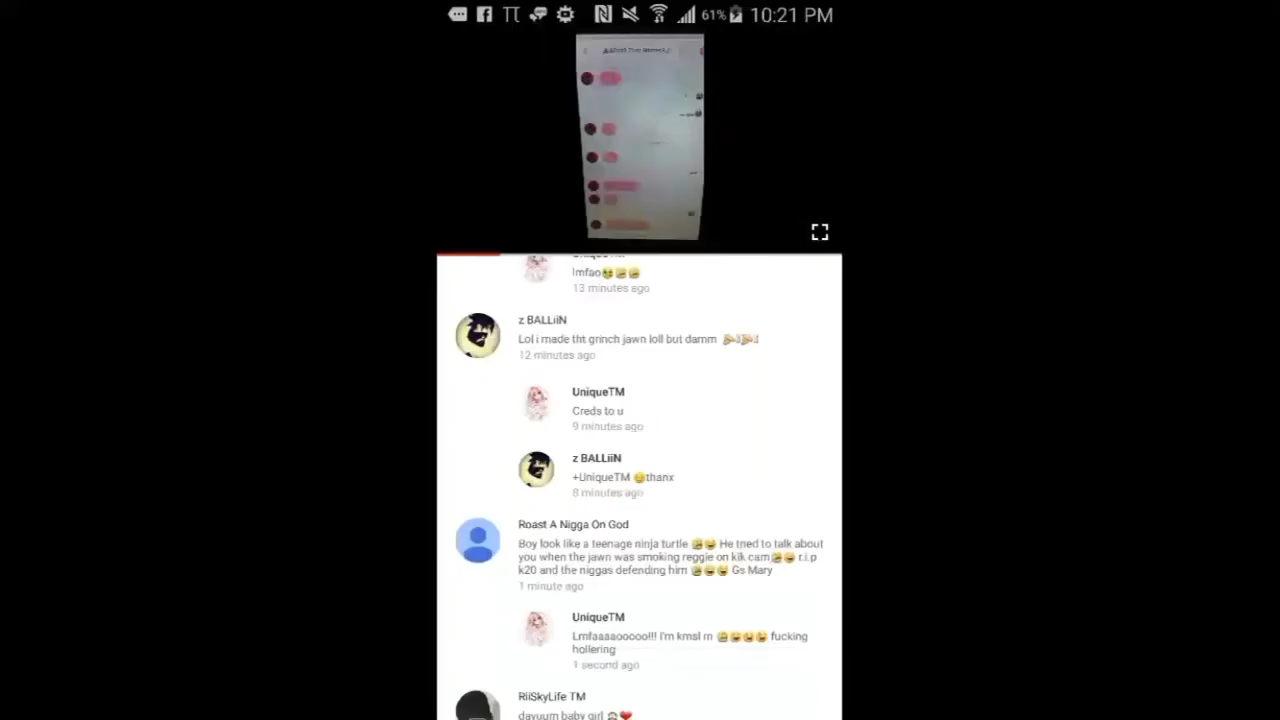 61% 10:21 PM
UniqueTM
lmfao😂😂😂
13 minutes ago
z BALLiiN
Lol i made tht grinch jawn loll but damm
12 minutes ago
UniqueTM
Creds to u
9 minutes ago
z BALLiiN
+UniqueTM 😊thanx
8 minutes ago
Roast A Nigga On God
Boy look like a teenage ninja turtle 😂😂 He tried to talk about
you when the jawn was smoking reggie on kik cam😂😂 r.i.p
k20 and the niggas defending him 😂😂😂 Gs Mary
1 minute ago
UniqueTM
Lmfaaaaooooo!!! I'm kmsl rn 😂😂😂😂 fucking
hollering
1 second ago
RiiSkyLife TM
dayuum baby girl 🙈❤